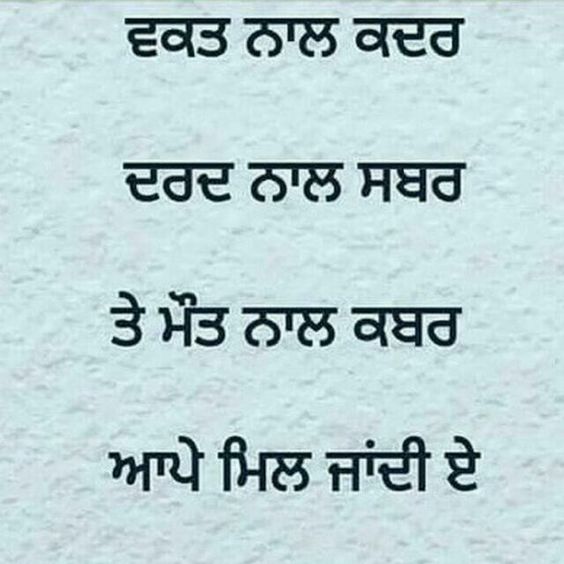 ਵਕਤ ਨਾਲ ਕਦਰ
ਦਰਦ ਨਾਲ ਸਬਰ
ਤੇ ਮੌਤ ਨਾਲ ਕਬਰ
ਆਪੇ ਮਿਲ ਜਾਂਦੀ ਏ